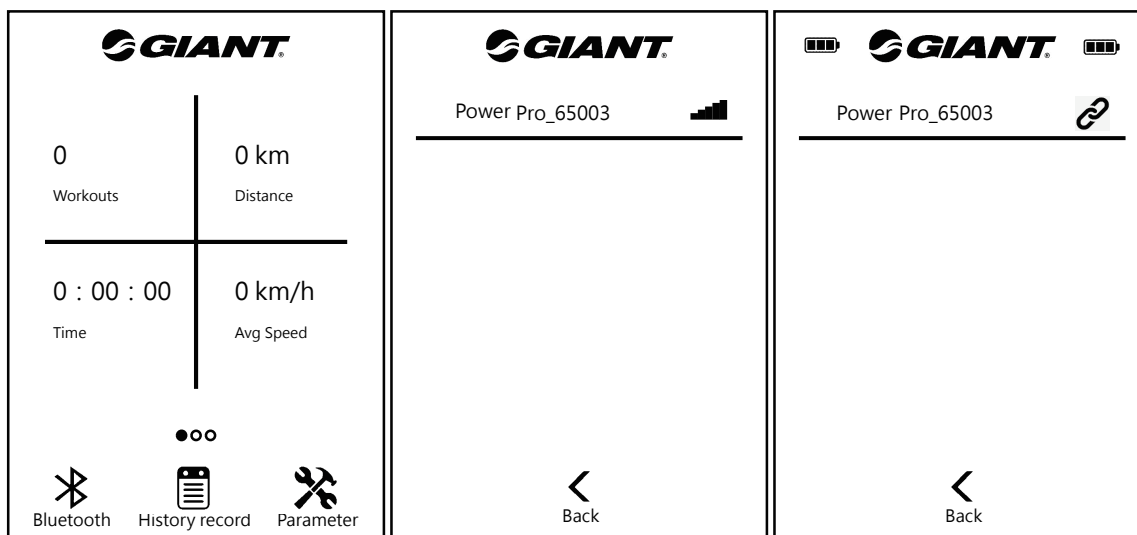 GIANT®
0
0 km
Workouts
Distance
0 : 00 : 00
0 km/h
Time
Avg Speed
Bluetooth
History record
Parameter
GIANT®
Power Pro_65003
Back
GIANT®
Power Pro_65003
Back